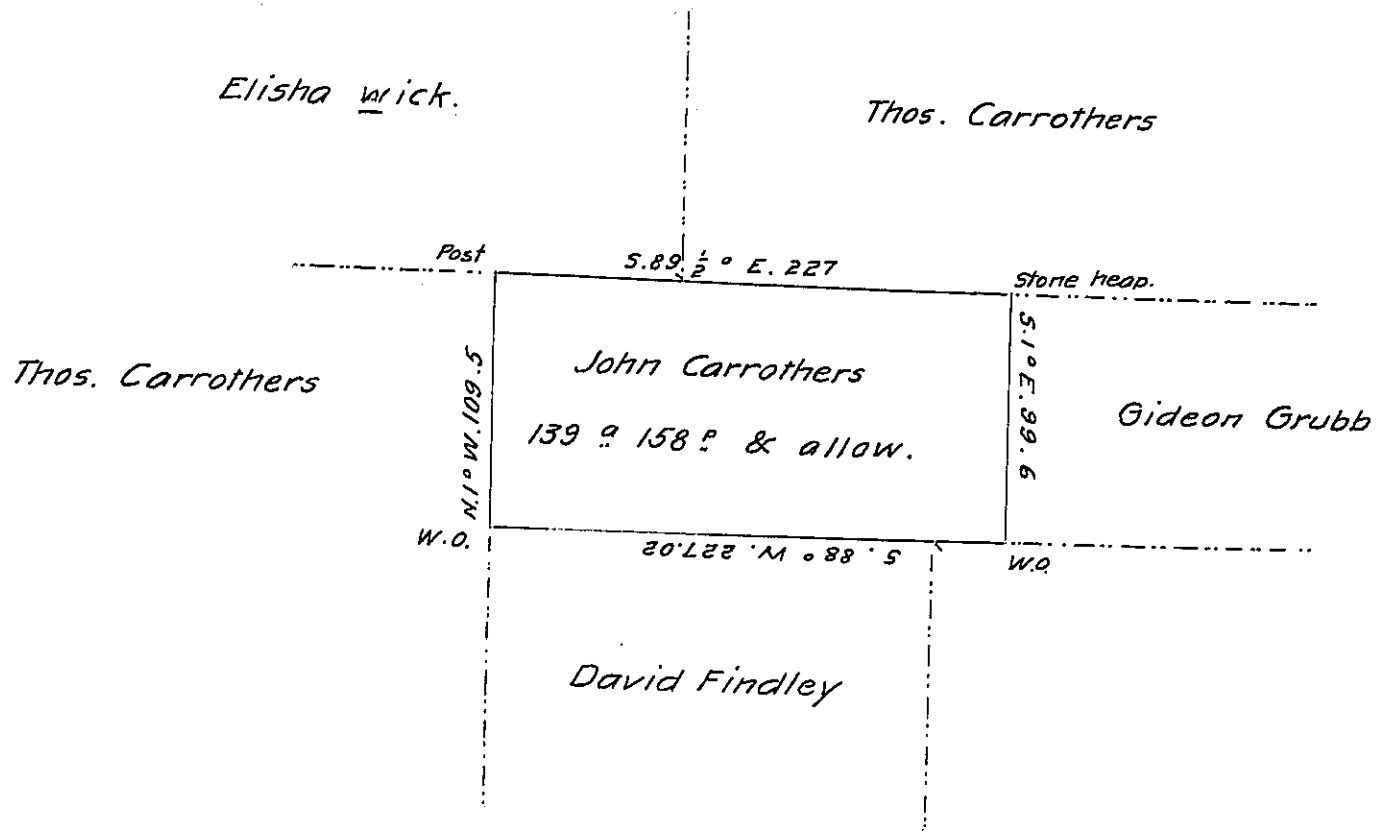 Elisha Wick.
Thos. Carrothers
Post
S.89 ½° E. 227
Stone heap.
Thos. Carrothers
N.1° W. 109.5
John Carrothers
139 a 158 p & allow.
S.1° E. 99.6
Gideon Grubb
W.O.
S. 88° W. 227.02
W.O.
David Findley